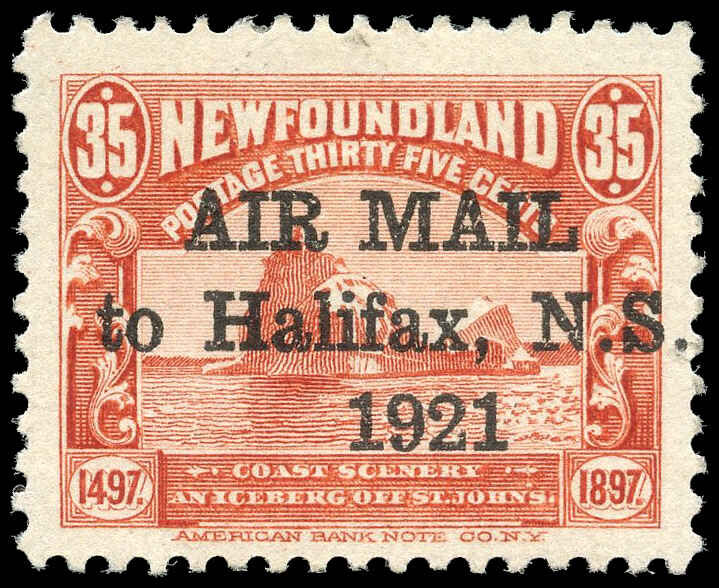 35 NEWFOUNDLAND 35
POSTAGE THIRTY FIVE CENTS
AIR MAIL
to Halifax, N.S.
1921
COAST SCENERY
1497. AN ICEBERG OFF ST. JOHNS. 1897.
AMERICAN BANK NOTE CO. N.Y.